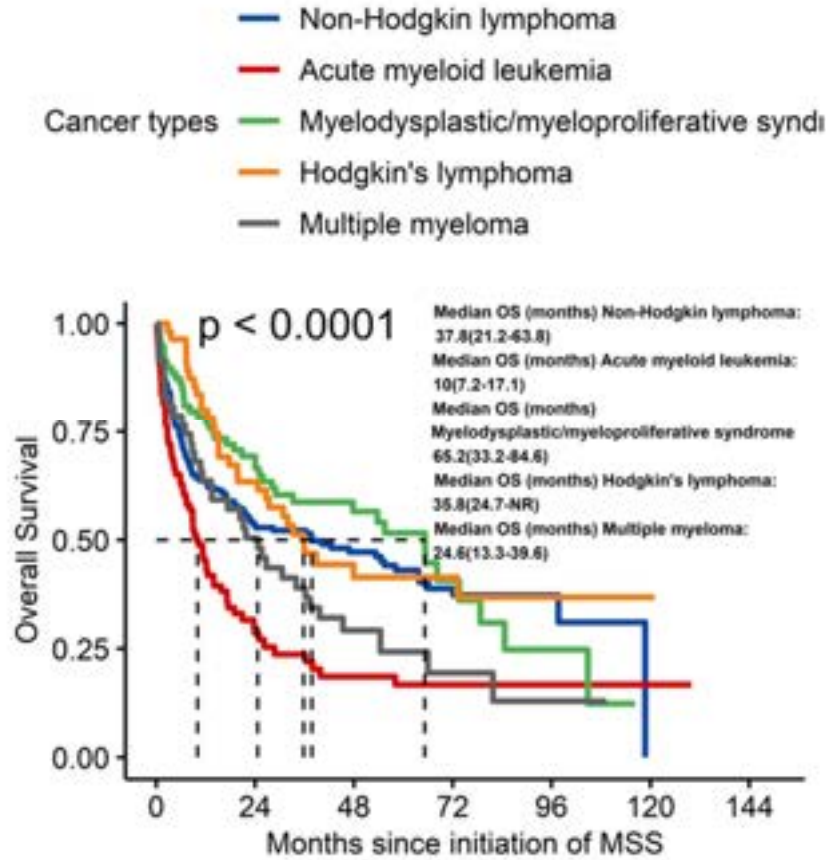 Non-Hodgkin lymphoma
Acute myeloid leukemia
Cancer types Myelodysplastic/myeloproliferative syndr
Hodgkin's lymphoma
Multiple myeloma
p < 0.0001
Median OS (months) Non-Hodgkin lymphoma:
37.8(21.2-63.8)
Median OS (months) Acute myeloid leukemia:
10(7.2-17.1)
Median OS (months)
Myelodysplastic/myeloproliferative syndrome
65.2(33.2-84.6)
Median OS (months) Hodgkin's lymphoma:
35.8(24.7-NR)
Median OS (months) Multiple myeloma:
24.6(13.3-39.6)
Overall Survival
1.00
0.75
0.50
0.25
0.00
0 24 48 72 96 120 144
Months since initiation of MSS